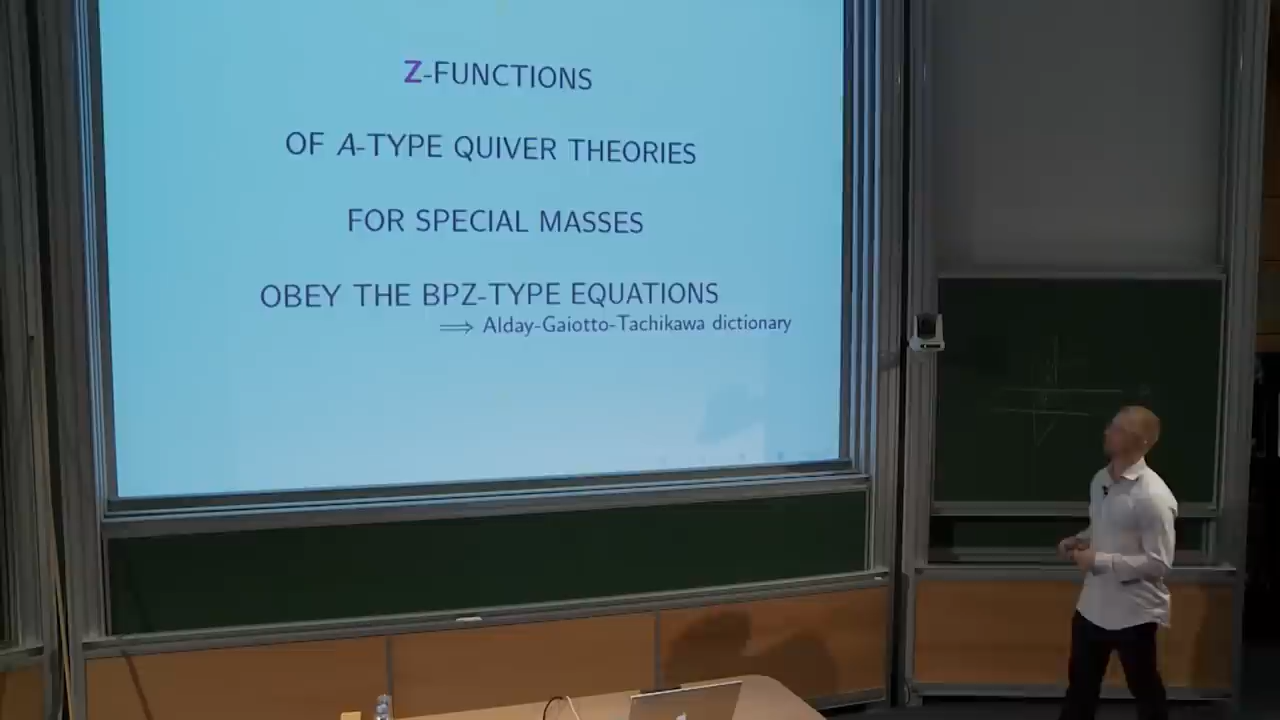 Z-FUNCTIONS
OF A-TYPE QUIVER THEORIES
FOR SPECIAL MASSES
OBEY THE BPZ-TYPE EQUATIONS
⟹ Alday-Gaiotto-Tachikawa dictionary